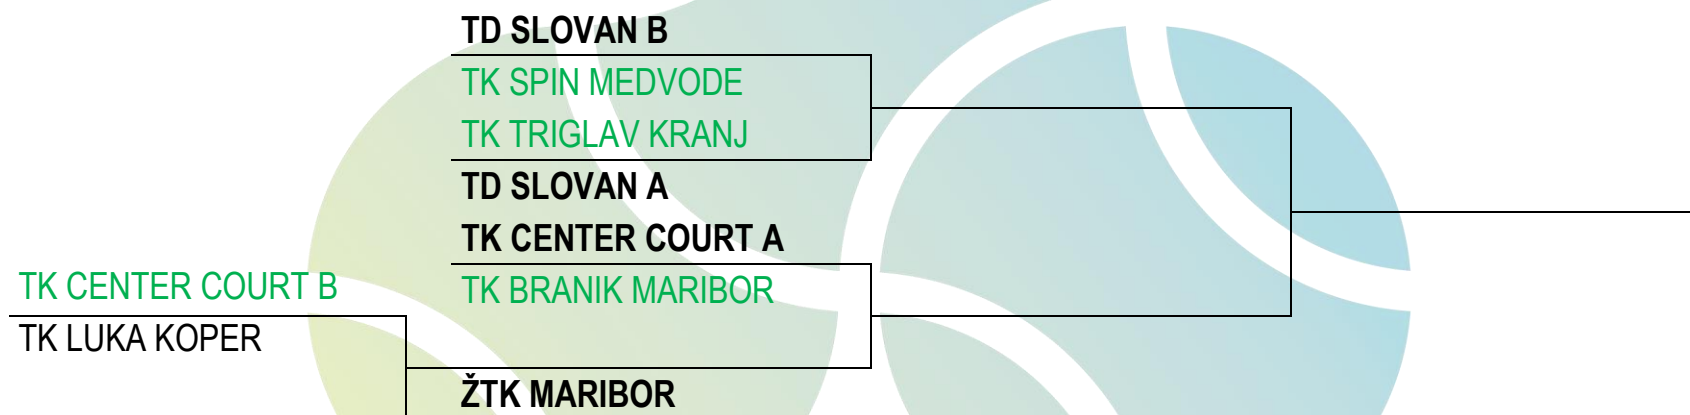 TD SLOVAN B
TK SPIN MEDVODE
TK TRIGLAV KRANJ
TD SLOVAN A
TK CENTER COURT A
TK CENTER COURT B
TK BRANIK MARIBOR
TK LUKA KOPER
ŽTK MARIBOR